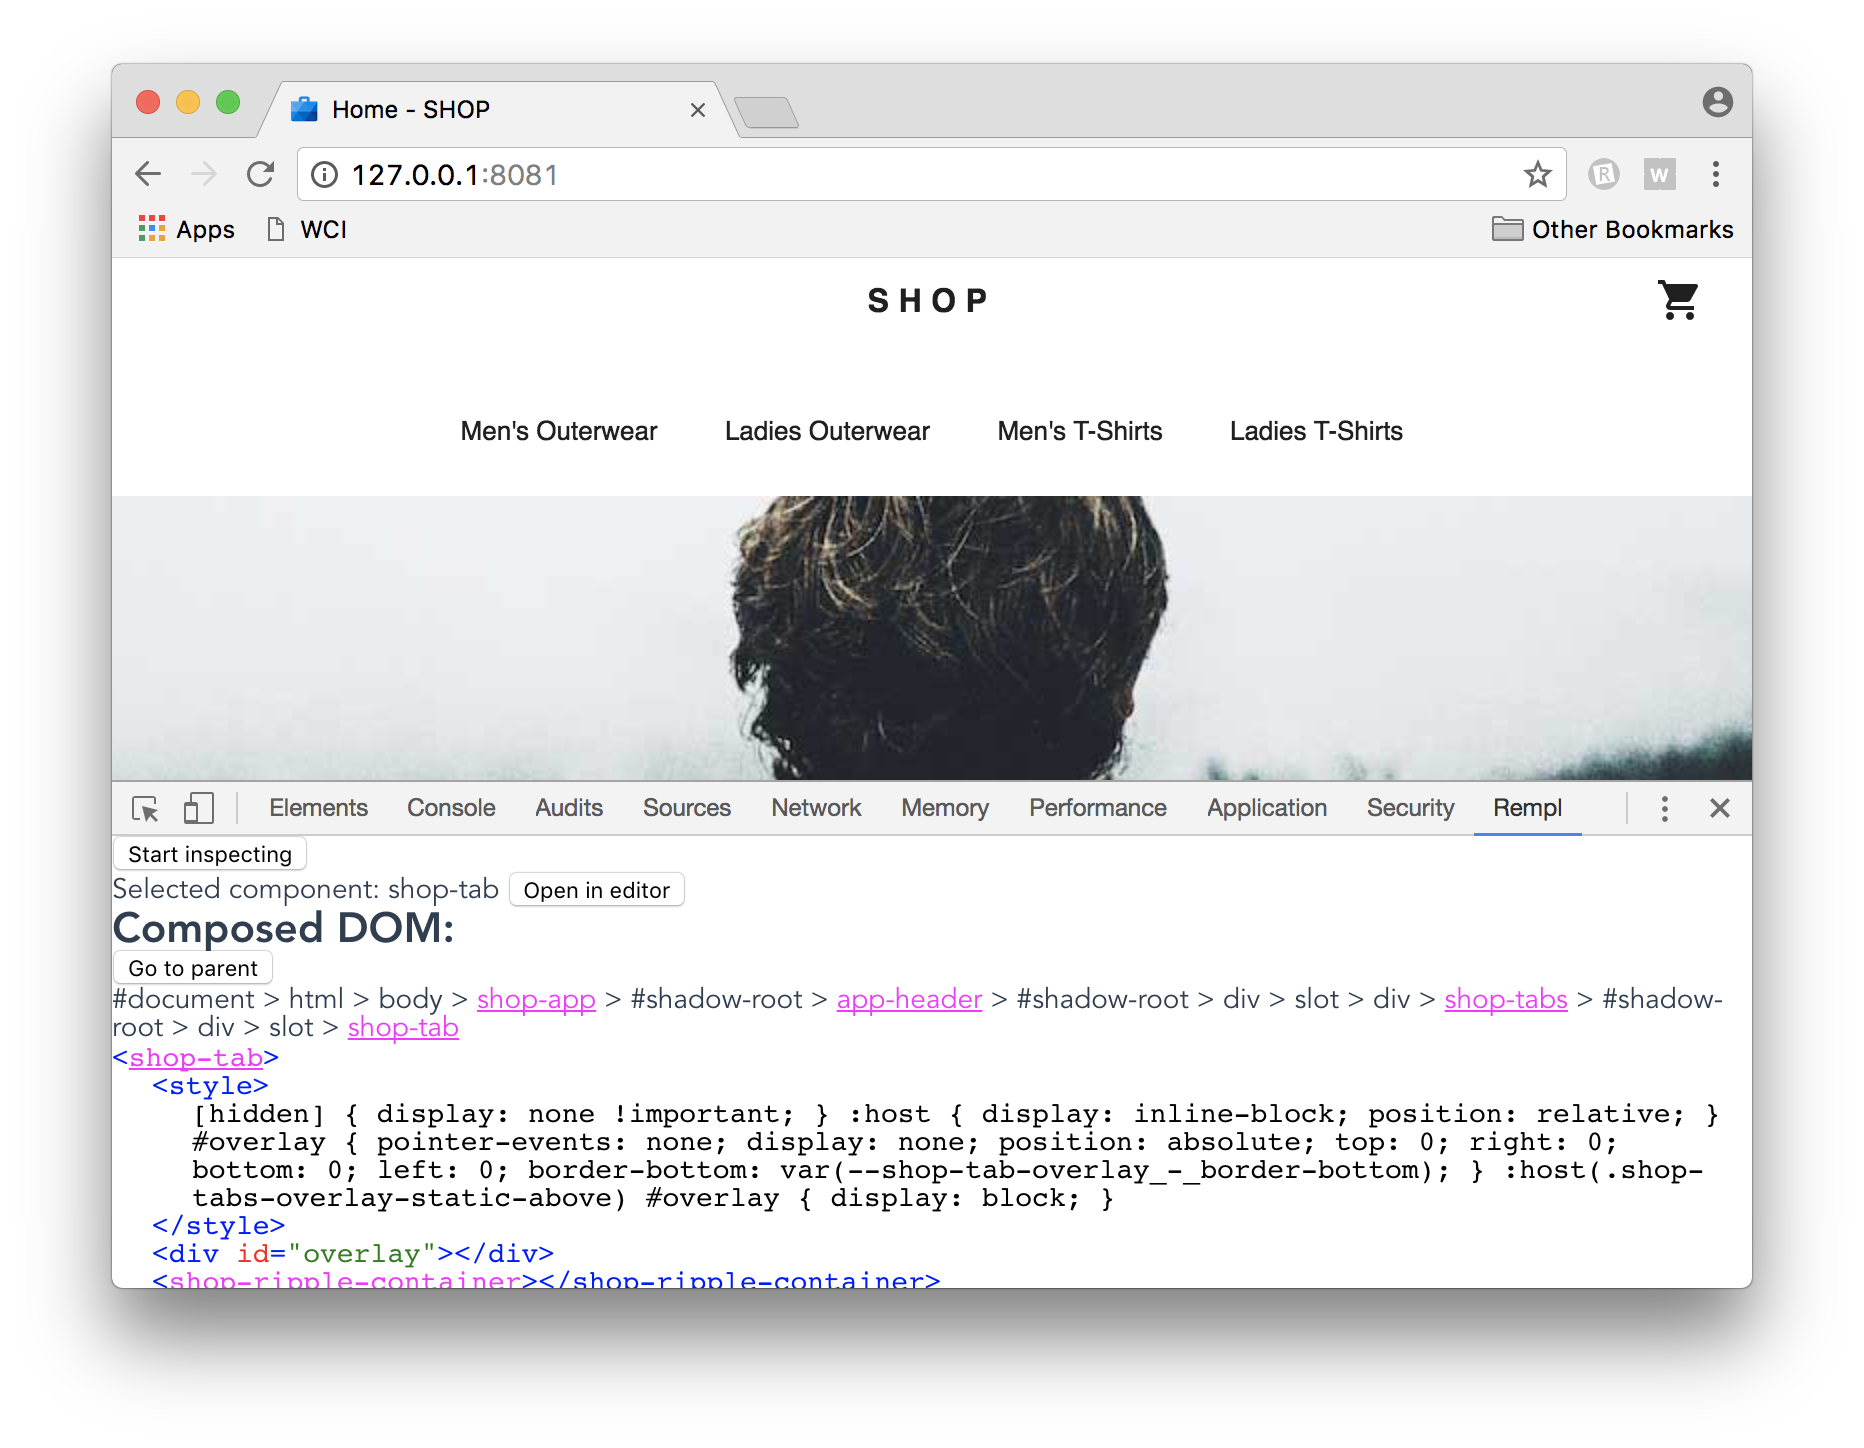 Home - SHOP
127.0.0.1:8081
R
W
Apps
WCI
Other Bookmarks
SHOP
Men's Outerwear
Ladies Outerwear
Men's T-Shirts
Ladies T-Shirts
Elements Console Audits Sources Network Memory Performance Application Security Rempl
Start inspecting
Selected component: shop-tab Open in editor
Composed DOM:
Go to parent
#document > html > body > shop-app > #shadow-root > app-header > #shadow-root > div > slot > div > shop-tabs > #shadow-
root > div > slot > shop-tab
<shop-tab>
<style>
[hidden] { display: none !important; } :host { display: inline-block; position: relative; }
#overlay { pointer-events: none; display: none; position: absolute; top: 0; right: 0;
bottom: 0; left: 0; border-bottom: var(--shop-tab-overlay_-_border-bottom); } :host(.shop-
tabs-overlay-static-above) #overlay { display: block; }
</style>
<div id="overlay"></div>
<shop-ripple-container></shop-ripple-container>